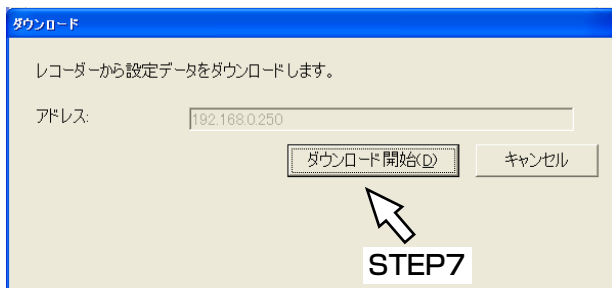 ダウンロード
レコーダーから設定データをダウンロードします。
アドレス:
192.168.0.250
ダウンロード開始(D)
キャンセル
STEP7